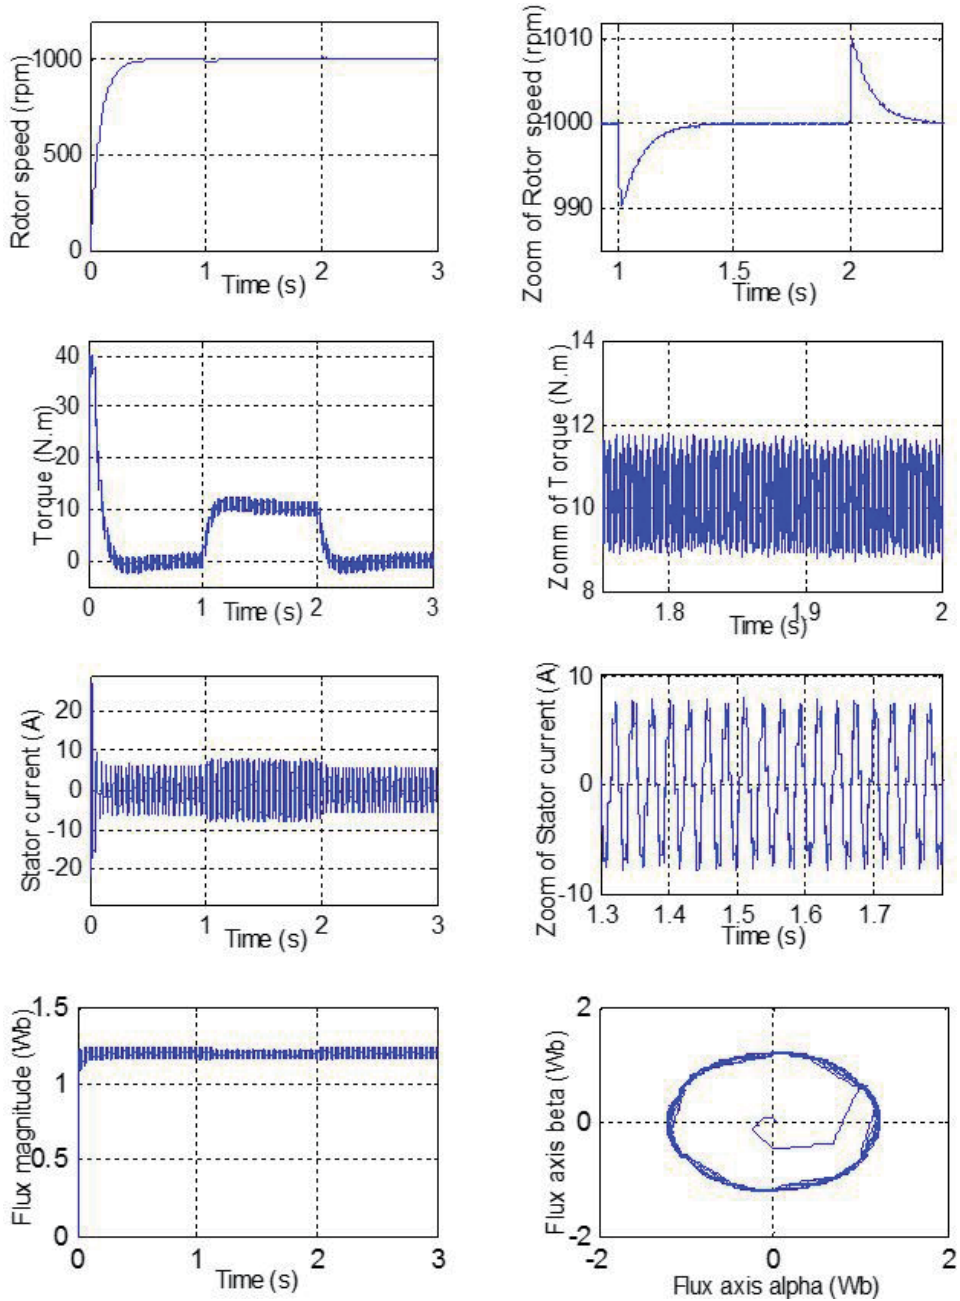 Rotor speed (rpm)
1000
500
0
0 1 2 3
Time (s)
Zoom of Rotor speed (rpm)
1010
1000
990
1 1.5 2
Time (s)
Torque (N.m)
40
30
20
10
0
0 1 2 3
Time (s)
Zomm of Torque (N.m)
14
12
10
8
1.8 1.9 2
Time (s)
Stator current (A)
20
10
0
-10
-20
0 1 2 3
Time (s)
Zoom of Stator current (A)
10
0
-10
1.3 1.4 1.5 1.6 1.7
Time (s)
Flux magnitude (Wb)
1.5
1
0.5
0
0 1 2 3
Time (s)
Flux axis beta (Wb)
2
0
-2
-2 0 2
Flux axis alpha (Wb)